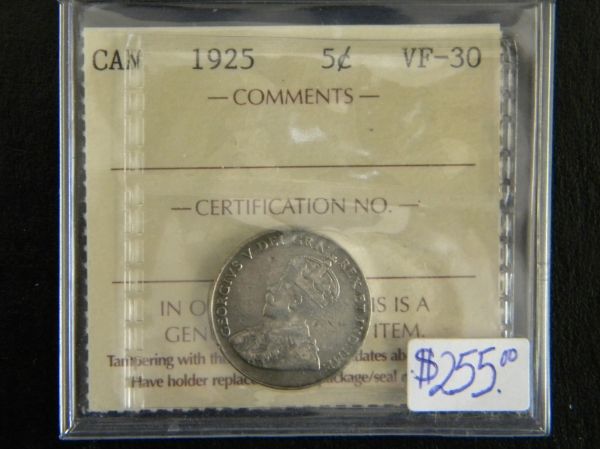 CAN 1925 5¢ VF-30
— COMMENTS —
— CERTIFICATION NO. —
GEORGIVS V DEI GRA: REX ET IND:IMP:
IN O IS IS A
GEN ITEM.
Tampering with th dates ab
Have holder replac package/seal
$255.00